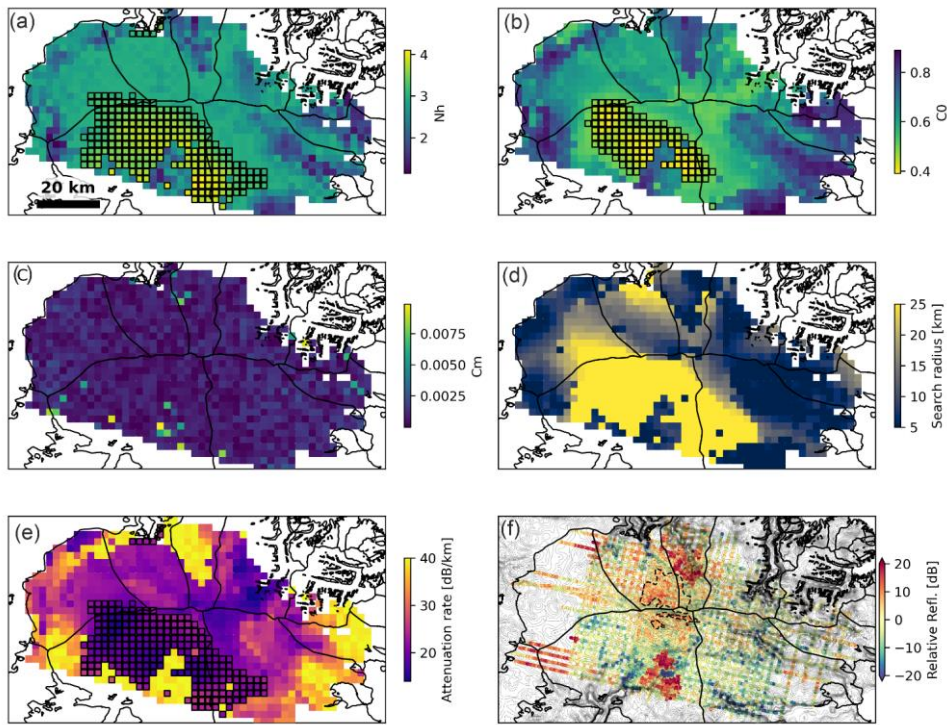 (a)
4
3
2
Nh
20 km
(b)
0.8
0.6
0.4
C0
(c)
0.0075
0.0050
0.0025
Cm
(d)
25
20
15
10
5
Search radius [km]
(e)
40
30
20
Attenuation rate [dB/km]
(f)
20
10
0
−10
−20
Relative Refl. [dB]